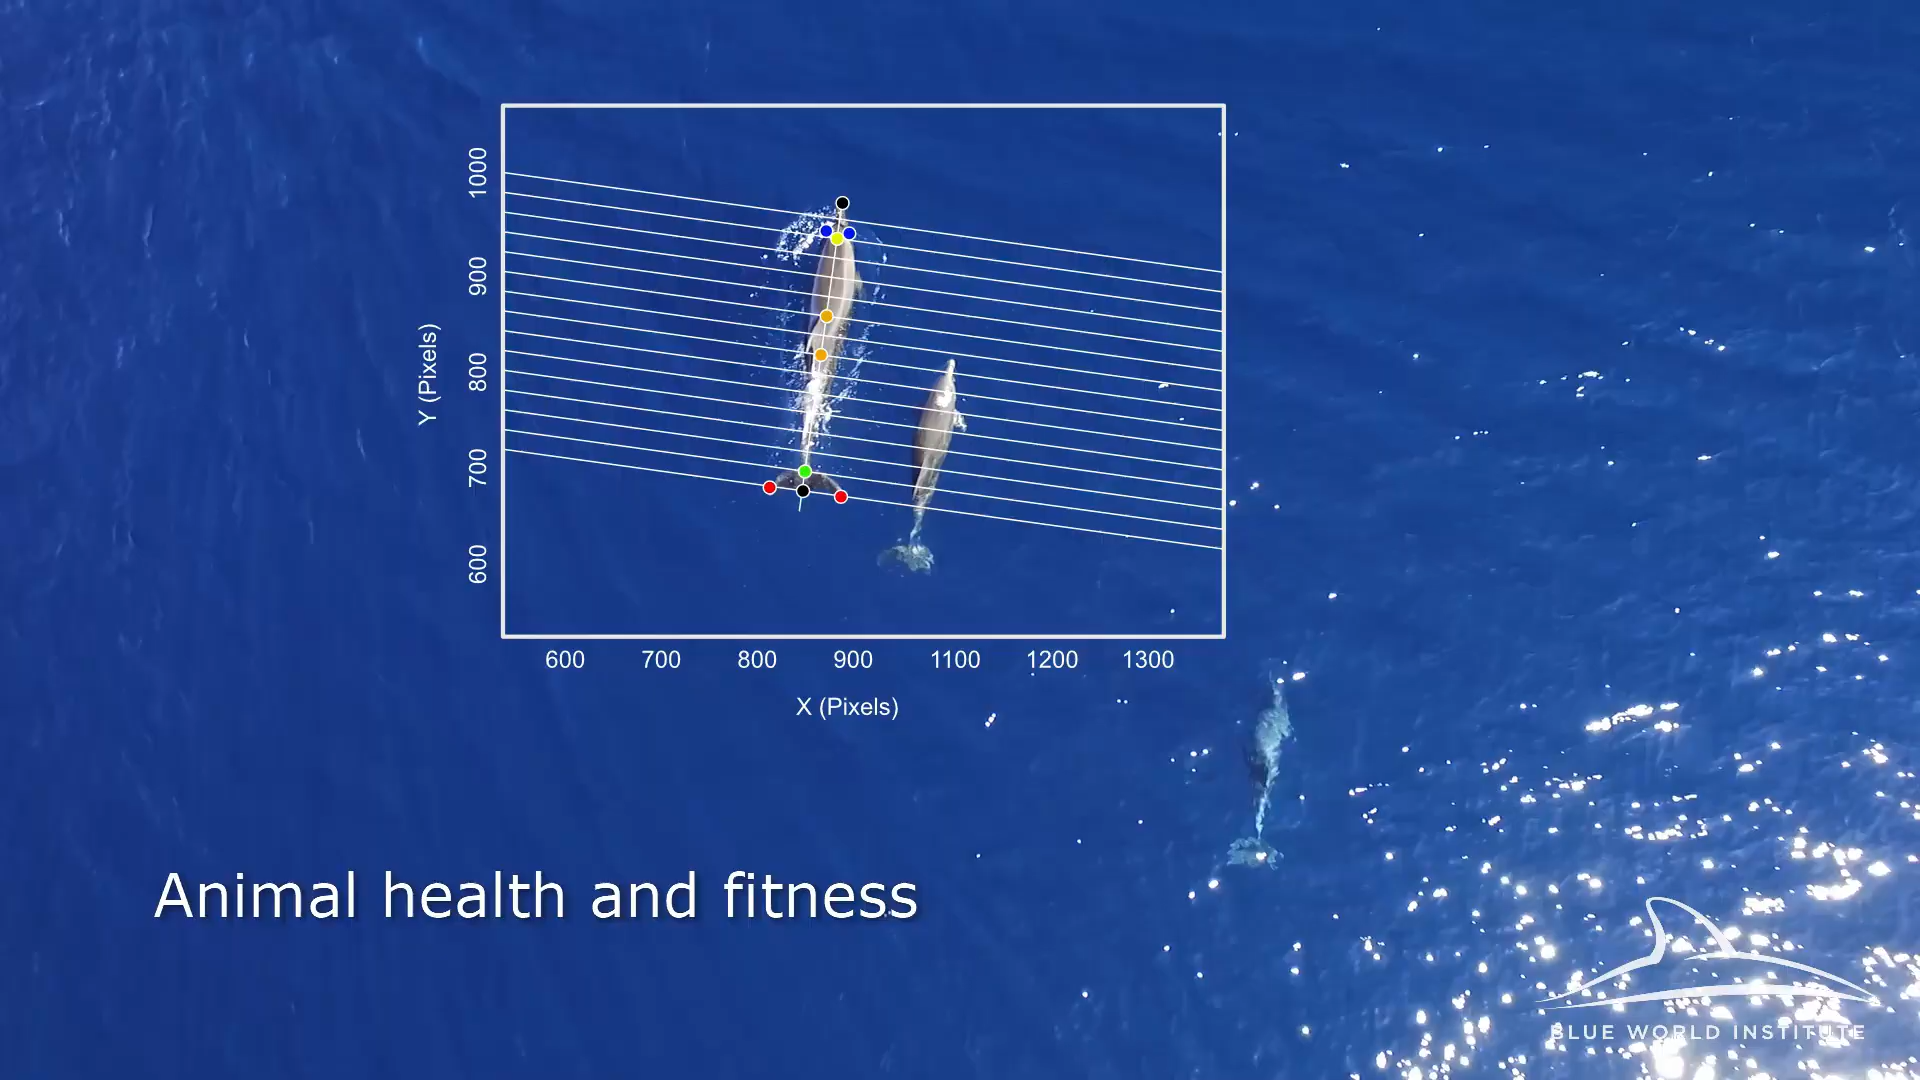 1000
900
800
700
600
Y (Pixels)
600 700 800 900 1100 1200 1300
X (Pixels)
Animal health and fitness
BLUE WORLD INSTITUTE